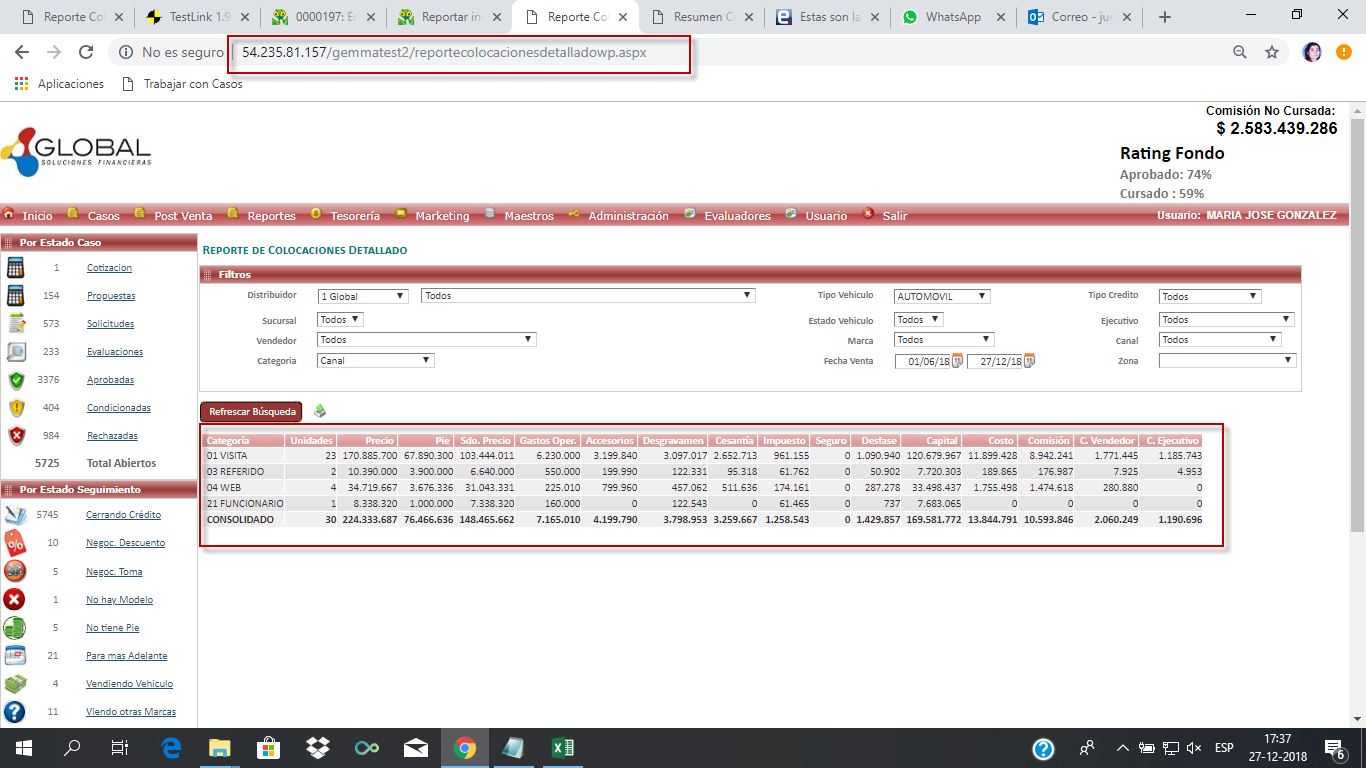 Reporte Col
TestLink 1.9
0000197: Er
Reportar in
Reporte Col
Resumen C
Estas son la
WhatsApp
Correo - juc
No es seguro
54.235.81.157/gemmatest2/reportecolocacionesdetalladowp.aspx
Aplicaciones
Trabajar con Casos
GLOBAL
SOLUCIONES FINANCIERAS
Comisión No Cursada:
$ 2.583.439.286
Rating Fondo
Aprobado: 74%
Cursado : 59%
Inicio Casos Post Venta Reportes Tesorería Marketing Maestros Administración Evaluadores Usuario Salir
Usuario: MARIA JOSE GONZALEZ
Por Estado Caso
1 Cotizacion
154 Propuestas
573 Solicitudes
233 Evaluaciones
3376 Aprobadas
404 Condicionadas
984 Rechazadas
5725 Total Abiertos
Por Estado Seguimiento
5745 Cerrando Crédito
10 Negoc. Descuento
5 Negoc. Toma
1 No hay Modelo
5 No tiene Pie
21 Para mas Adelante
4 Vendiendo Vehiculo
11 Viendo otras Marcas
REPORTE DE COLOCACIONES DETALLADO
Filtros
Distribuidor 1 Global Todos Tipo Vehiculo AUTOMOVIL Tipo Credito Todos
Sucursal Todos Estado Vehiculo Todos Ejecutivo Todos
Vendedor Todos Marca Todos Canal Todos
Categoria Canal Fecha Venta 01/06/18 27/12/18 Zona
Refrescar Búsqueda
Categoría Unidades Precio Pie Sdo. Precio Gastos Oper. Accesorios Desgravamen Cesantía Impuesto Seguro Desfase Capital Costo Comisión C. Vendedor C. Ejecutivo
01 VISITA 23 170.885.700 67.890.300 103.444.011 6.230.000 3.199.840 3.097.017 2.652.713 961.155 0 1.090.940 120.679.967 11.899.428 8.942.241 1.771.445 1.185.743
03 REFERIDO 2 10.390.000 3.900.000 6.640.000 550.000 199.990 122.331 95.318 61.762 0 50.902 7.720.303 189.865 176.987 7.925 4.953
04 WEB 4 34.719.667 3.676.336 31.043.331 225.010 799.960 457.062 511.636 174.161 0 287.278 33.498.437 1.755.498 1.474.618 280.880 0
21 FUNCIONARIO 1 8.338.320 1.000.000 7.338.320 160.000 0 122.543 0 61.465 0 737 7.683.065 0 0 0 0
CONSOLIDADO 30 224.333.687 76.466.636 148.465.662 7.165.010 4.199.790 3.798.953 3.259.667 1.258.543 0 1.429.857 169.581.772 13.844.791 10.593.846 2.060.249 1.190.696
ESP
17:37
27-12-2018
6